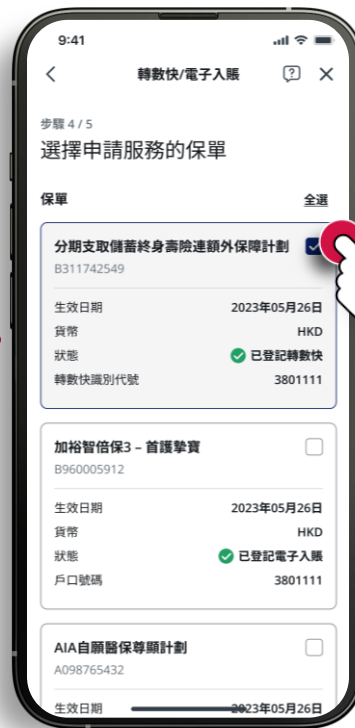 9:41
轉數快/電子入賬
步驟 4 / 5
選擇申請服務的保單
保單 全選
分期支取儲蓄終身壽險連額外保障計劃
B311742549
生效日期 2023年05月26日
貨幣 HKD
狀態 已登記轉數快
轉數快識別代號 3801111
加裕智倍保3 – 首護摯寶
B960005912
生效日期 2023年05月26日
貨幣 HKD
狀態 已登記電子入賬
戶口號碼 3801111
AIA自願醫保尊顯計劃
A098765432
生效日期 2023年05月26日